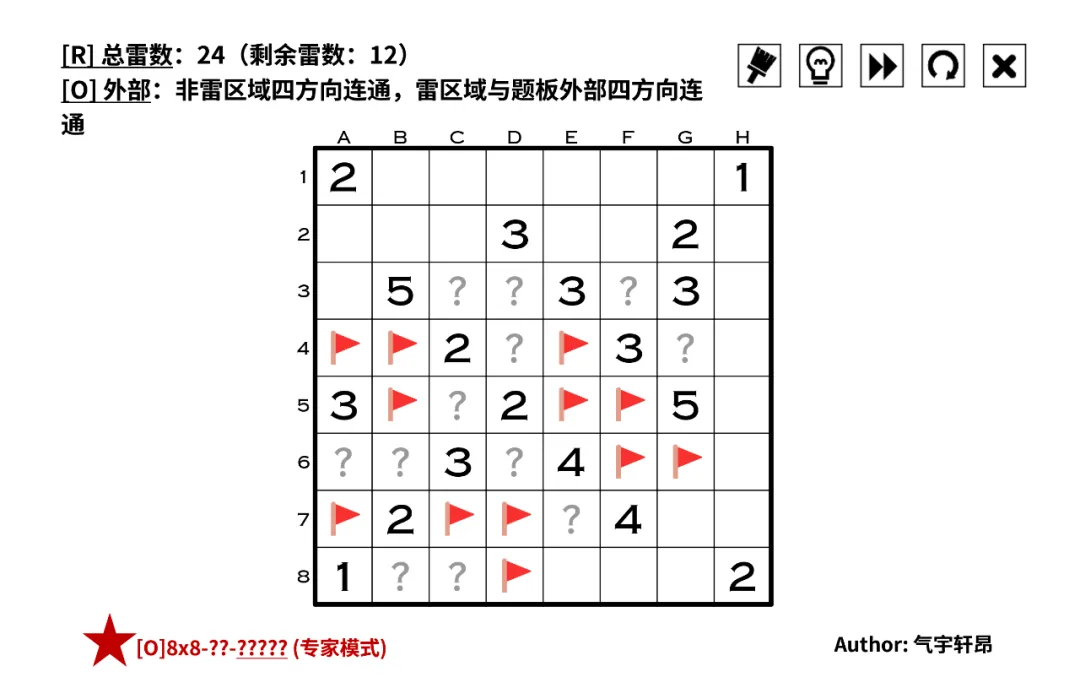 [R] 总雷数：24（剩余雷数：12）
[O] 外部：非雷区域四方向连通，雷区域与题板外部四方向连
通
A B C D E F G H
1 2 1
2 3 2
3 5 ? ? 3 ? 3
4 2 ? 3 ?
5 3 ? 2 5
6 ? ? 3 ? 4
7 2 ? 4
8 1 ? ? 2
[O]8x8-??-????? (专家模式)
Author: 气宇轩昂